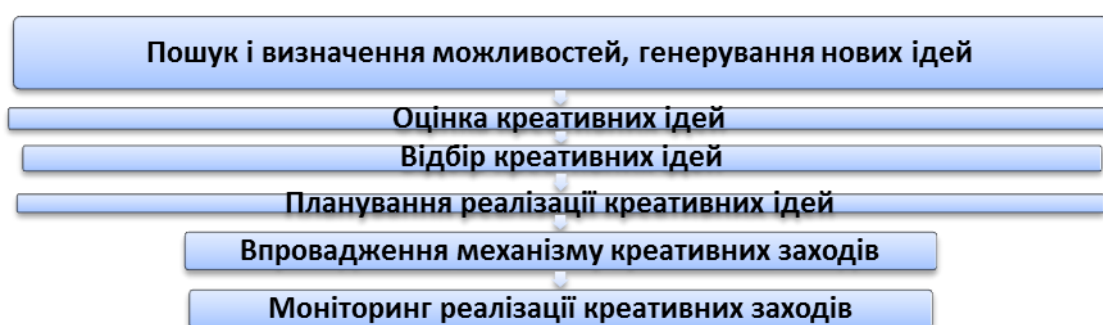 Пошук і визначення можливостей, генерування нових ідей
Оцінка креативних ідей
Відбір креативних ідей
Планування реалізації креативних ідей
Впровадження механізму креативних заходів
Моніторинг реалізації креативних заходів